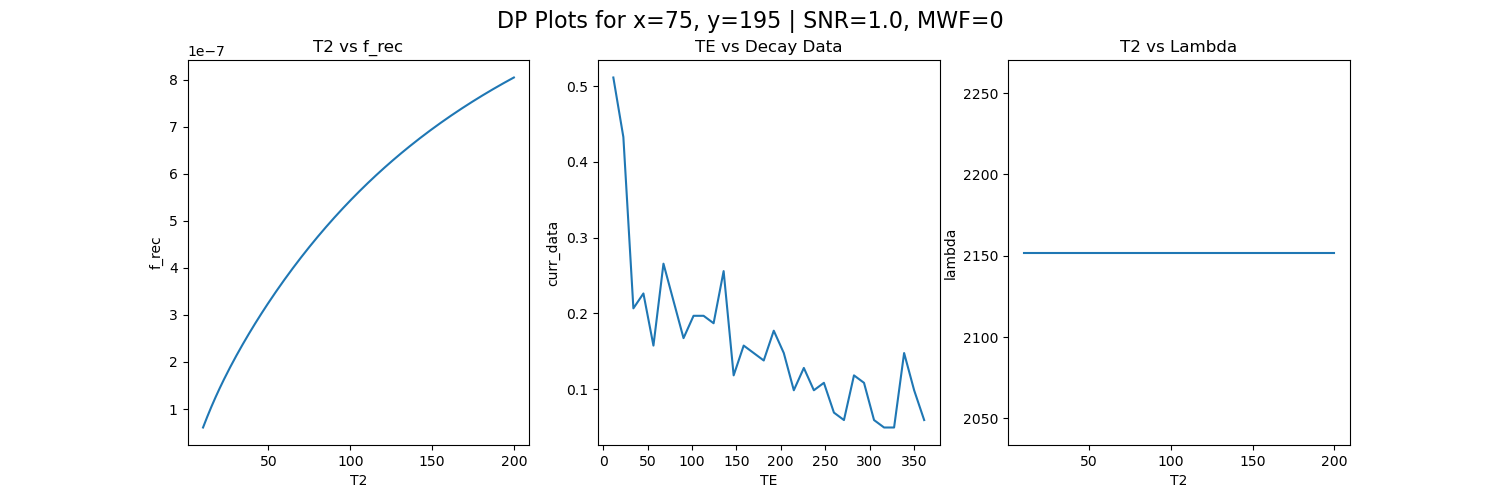 DP Plots for x=75, y=195 | SNR=1.0, MWF=0
T2 vs f_rec
1e−7
8
7
6
5
4
3
2
1
f_rec
50 100 150 200
T2
TE vs Decay Data
0.5
0.4
0.3
0.2
0.1
curr_data
0 50 100 150 200 250 300 350
TE
T2 vs Lambda
2250
2200
2150
2100
2050
lambda
50 100 150 200
T2